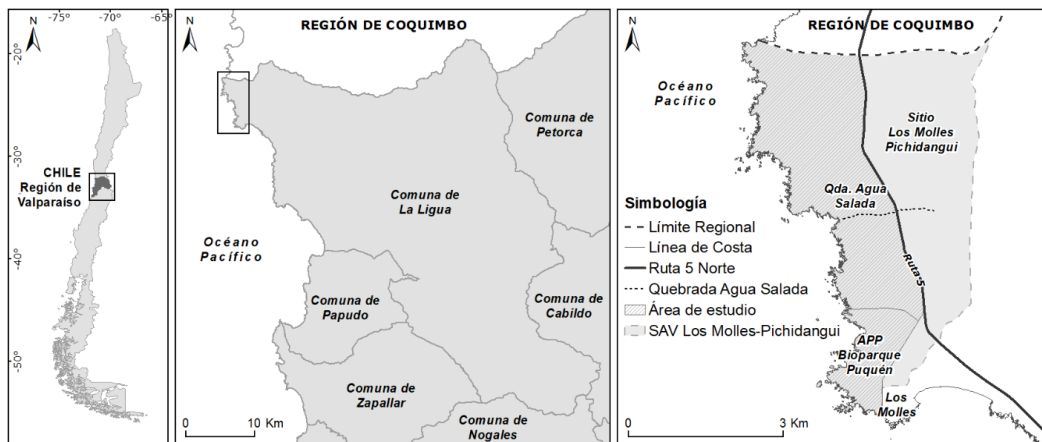 -75° -70° -65°
N
-20°
-30°
CHILE
Región de
Valparaíso
-40°
-50°
REGIÓN DE COQUIMBO
N
Comuna de
Petorca
Comuna de
La Ligua
Océano
Pacífico
Comuna de
Papudo
Comuna de
Cabildo
Comuna de
Zapallar
Comuna de
Nogales
0 10 Km
REGIÓN DE COQUIMBO
N
Océano
Pacífico
Sitio
Los Molles
Pichidangui
Qda. Agua
Salada
Ruta 5
Simbología
Límite Regional
Línea de Costa
Ruta 5 Norte
Quebrada Agua Salada
Área de estudio
SAV Los Molles-Pichidangui
APP
Bioparque
Puquén
Los
Molles
0 3 Km